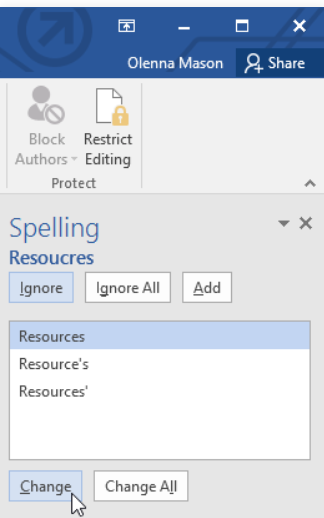 Olenna Mason Share
Block Restrict
Authors Editing
Protect
Spelling
Resoucres
Ignore Ignore All Add
Resources
Resource's
Resources'
Change Change All